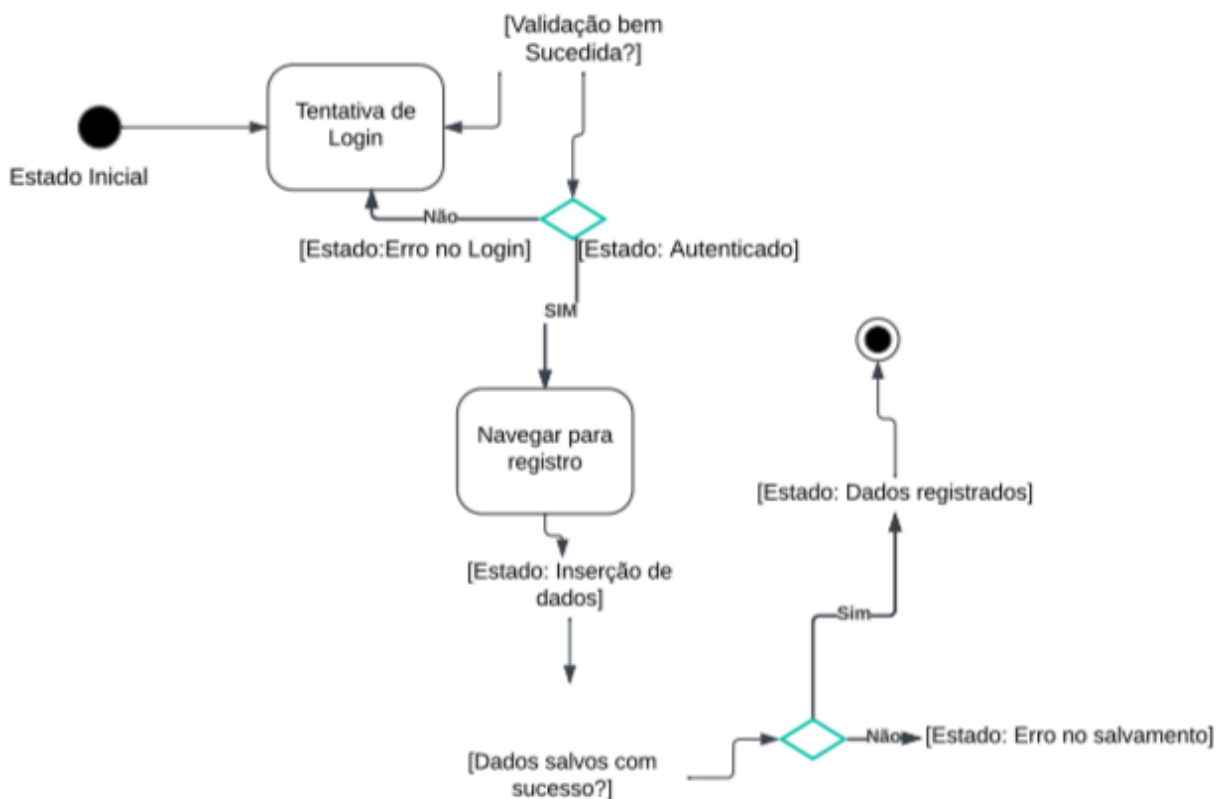 [Validação bem
Sucedida?]
Tentativa de
Login
Estado Inicial
Não
[Estado:Erro no Login]
[Estado: Autenticado]
SIM
Navegar para
registro
[Estado: Dados registrados]
[Estado: Inserção de
dados]
Sim
Não
[Estado: Erro no salvamento]
[Dados salvos com
sucesso?]